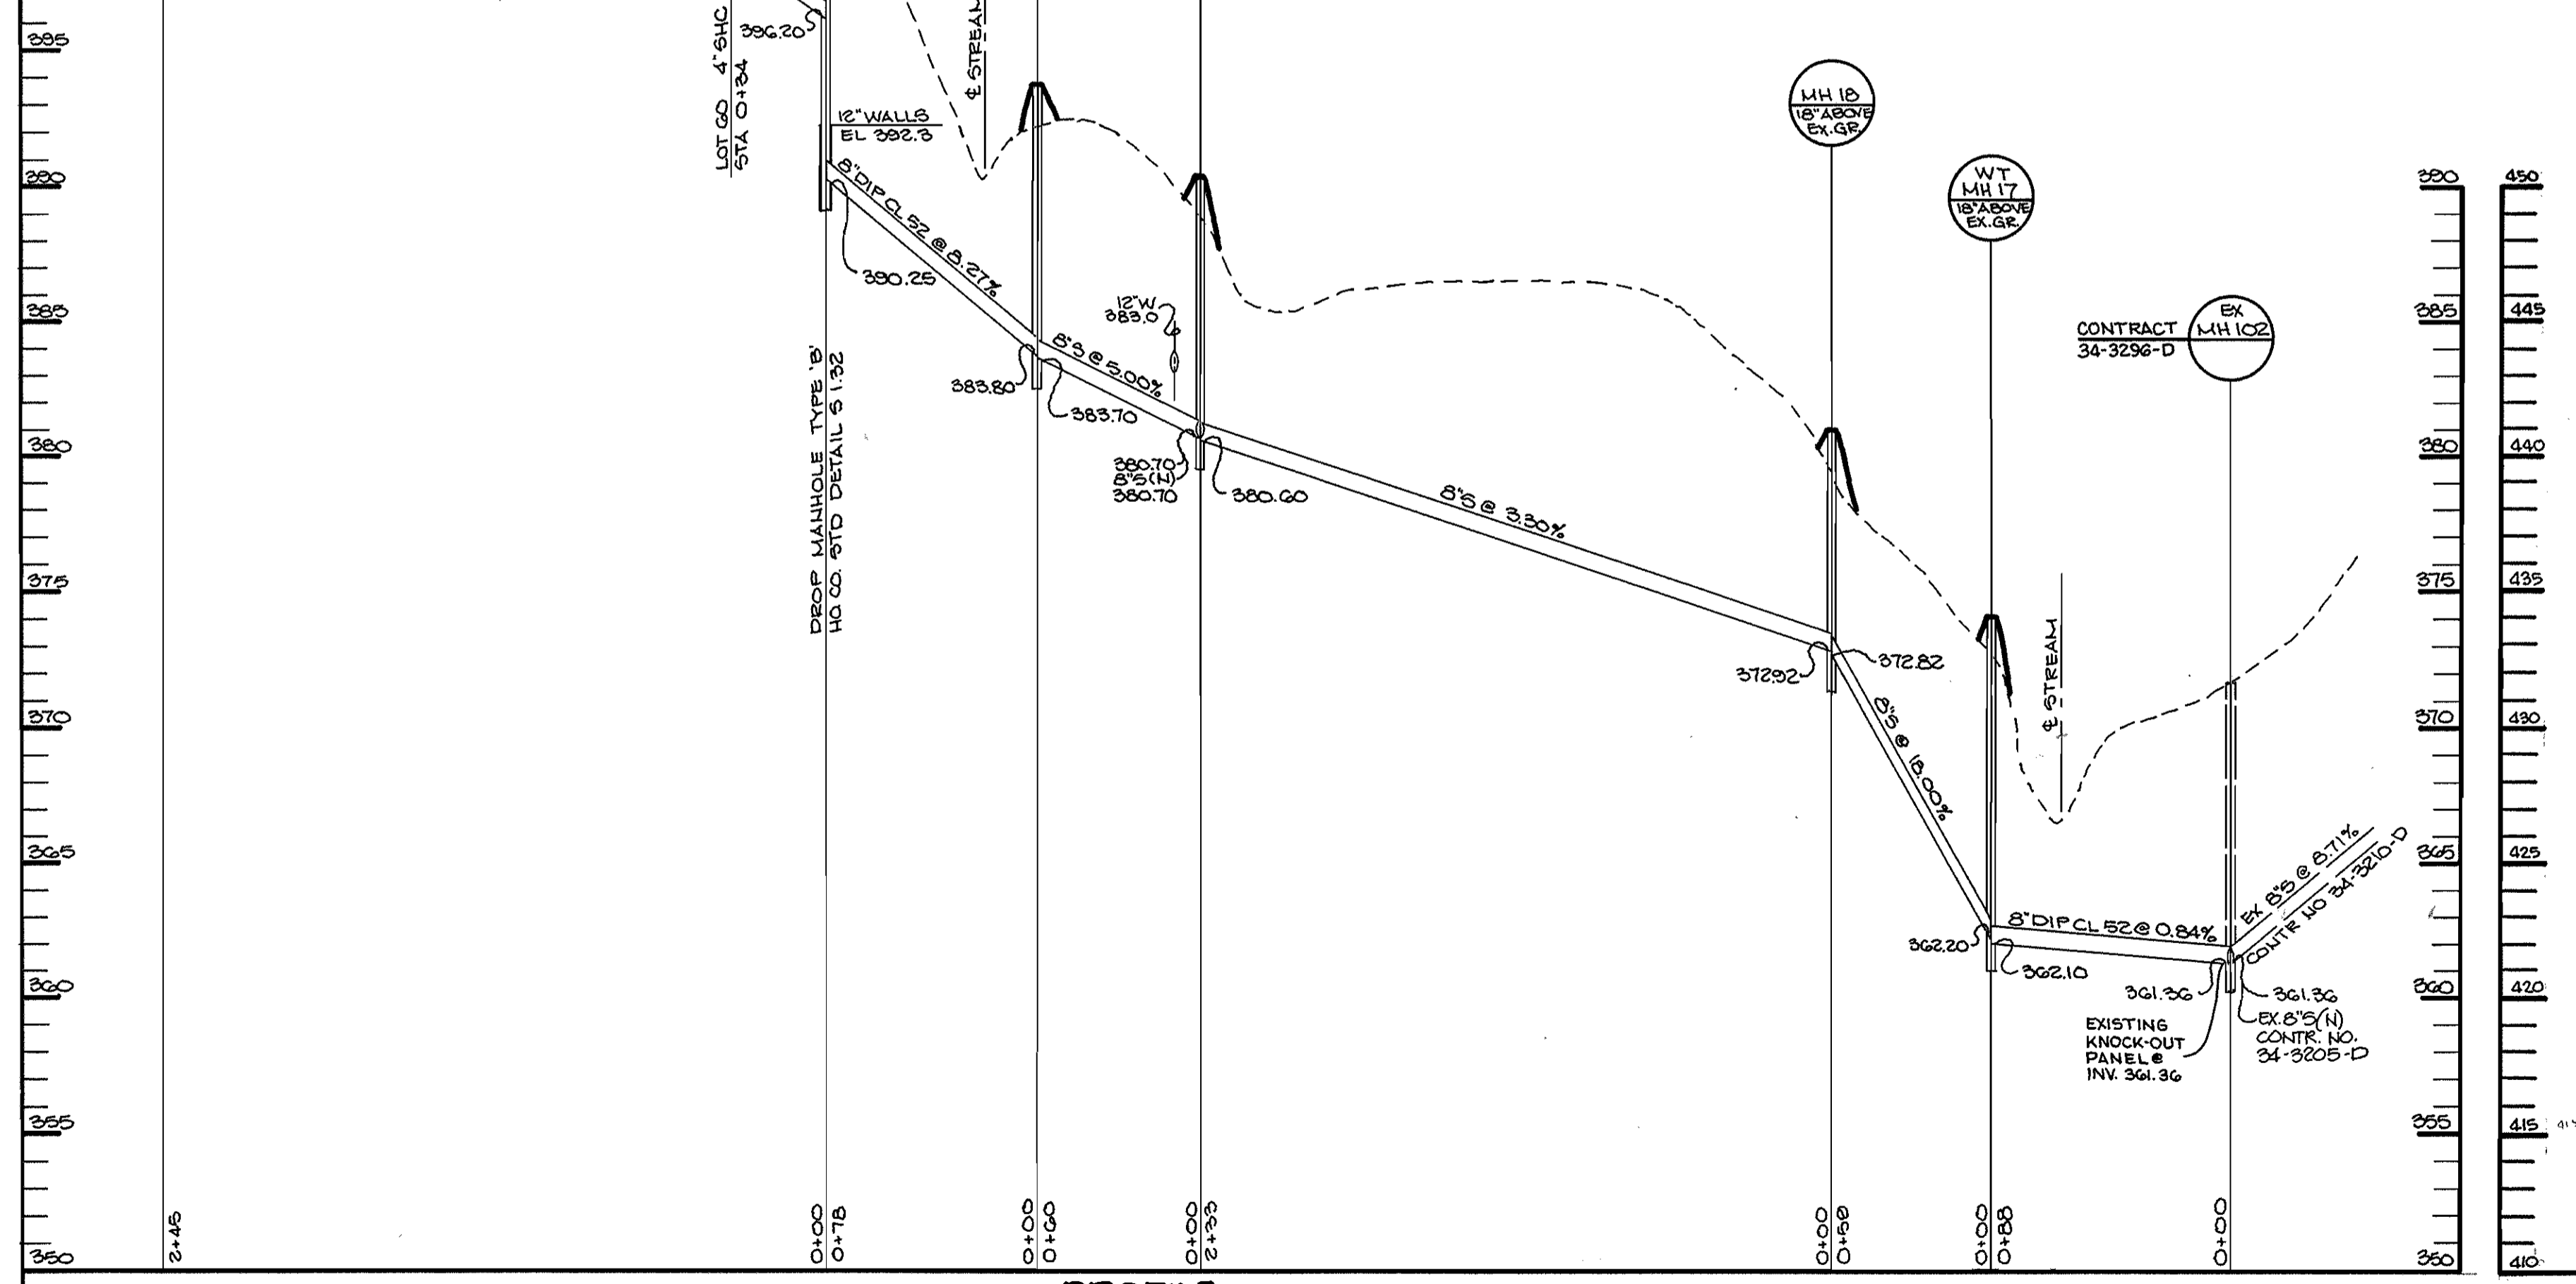 395
390
385
380
375
370
365
360
355
350
396.20
LOT 60 4" SHC
STA 0+34
℄ STREAM
12" WALLS
EL 392.3
8" DIP CL 52 @ 8.27%
390.25
DROP MANHOLE TYPE 'B'
HO CO. STD DETAIL S 1.32
383.80
8"S @ 5.00%
383.70
12"W
383.0
380.70
8"S (N)
380.70
380.60
8"S @ 3.30%
MH 18
18" ABOVE
EX. GR.
372.92
372.82
8"S @ 18.00%
WT
MH 17
18" ABOVE
EX. GR.
362.20
362.10
℄ STREAM
8" DIP CL 52 @ 0.84%
CONTRACT
34-3296-D
EX
MH 102
EX 8"S @ 8.71%
CONTR NO 34-3210-D
361.36
361.36
EXISTING
KNOCK-OUT
PANEL @
INV. 361.36
EX. 8"S (N)
CONTR. NO.
34-3205-D
2+45
0+00
0+78
0+00
0+60
0+00
2+33
0+00
0+59
0+00
0+88
0+00
390
385
380
375
370
365
360
355
350
450
445
440
435
430
425
420
415
410